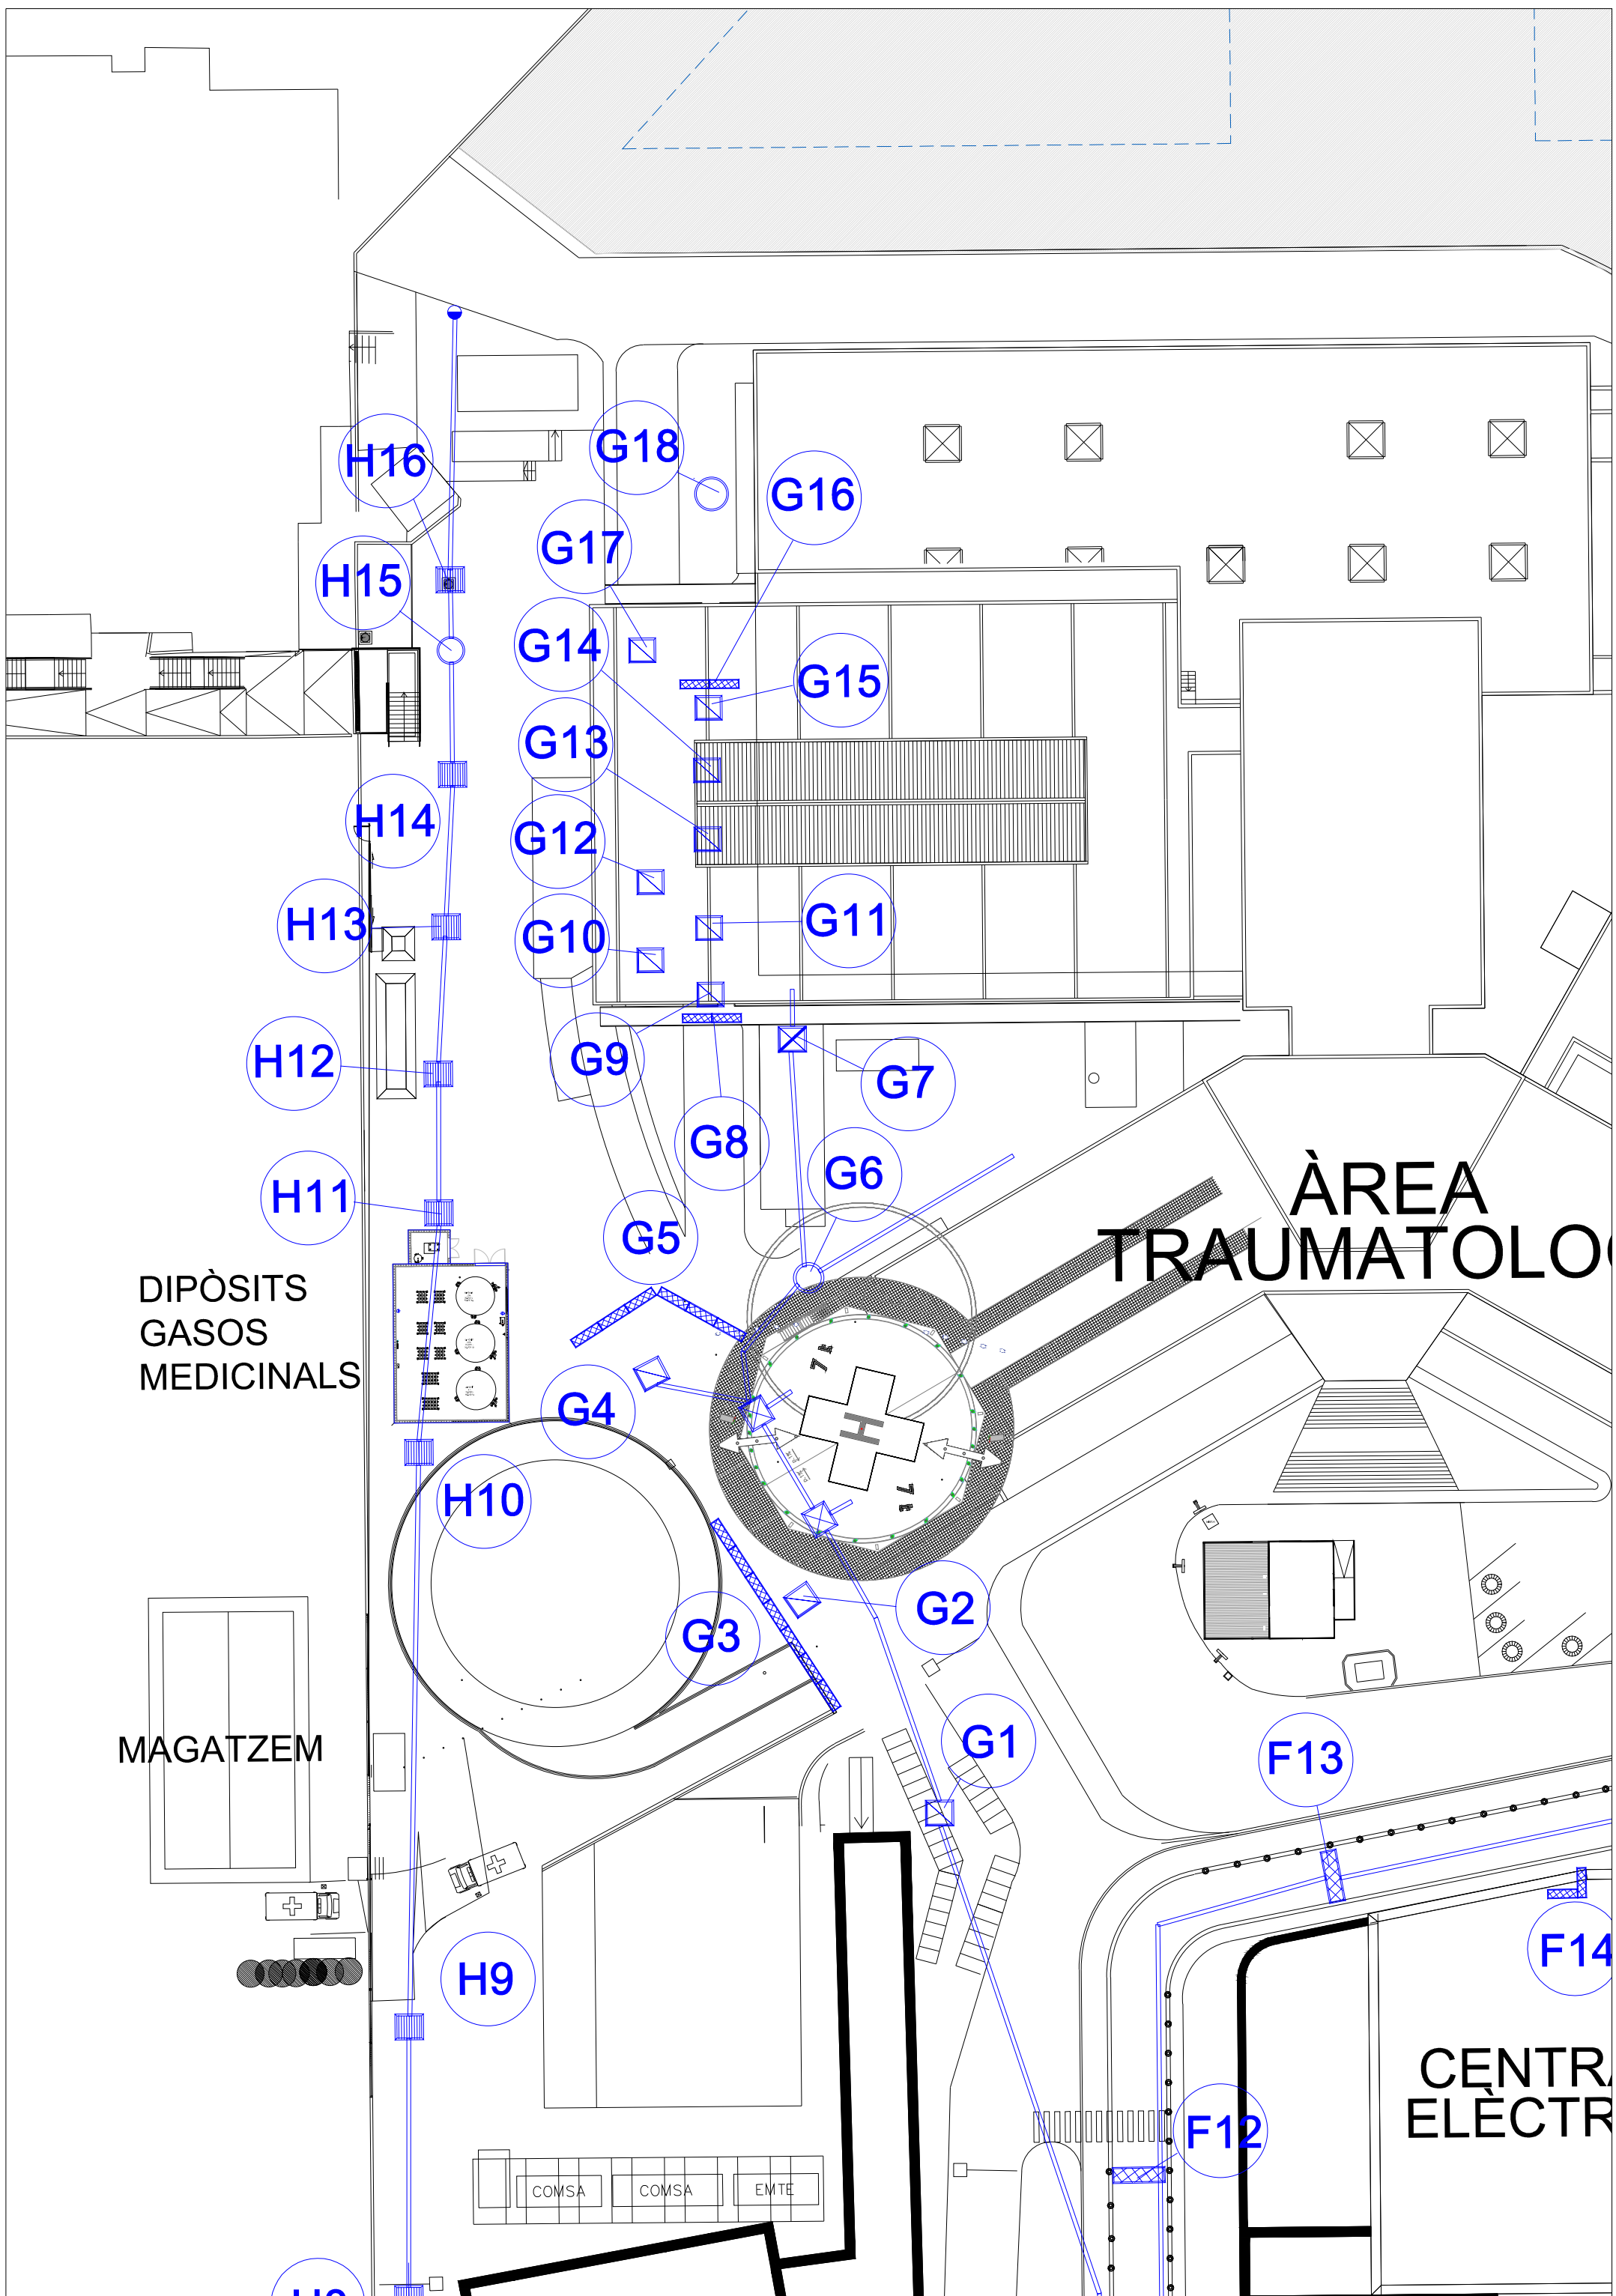 H16
G18
G16
G17
H15
G14
G15
G13
H14
G12
H13
G10
G11
G9
H12
G7
G8
G6
H11
G5
ÀREA
TRAUMATOLO
DIPÒSITS
GASOS
MEDICINALS
G4
H
H10
G2
G3
G1
MAGATZEM
F13
F14
H9
CENTRA
ELÈCTR
F12
COMSA
COMSA
EMTE